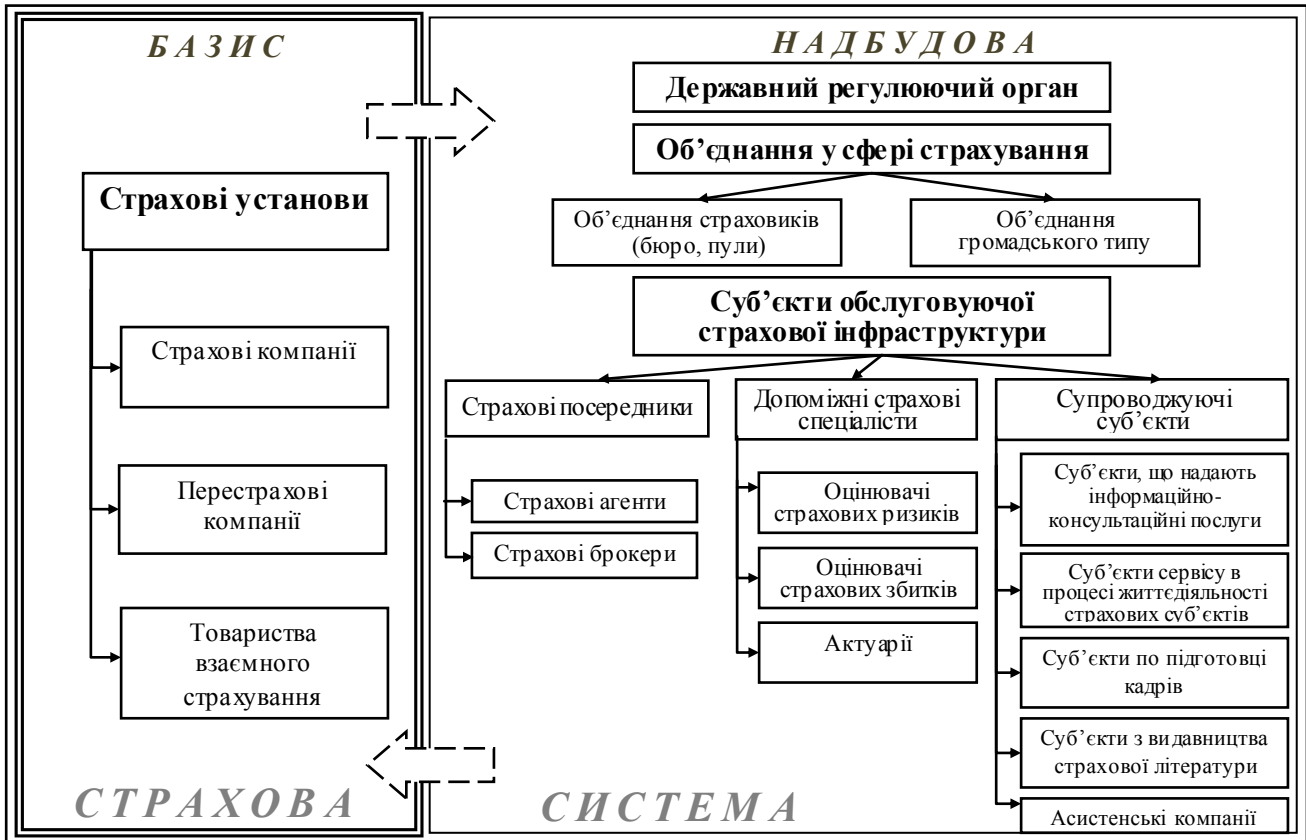 БАЗИС
Страхові установи
Страхові компанії
Перестрахові
компанії
Товариства
взаємного
страхування
НАДБУДОВА
Державний регулюючий орган
Об’єднання у сфері страхування
Об’єднання страховиків
(бюро, пули)
Об’єднання
громадського типу
Суб’єкти обслуговуючої
страхової інфраструктури
Страхові посередники
Страхові агенти
Страхові брокери
Допоміжні страхові
спеціалісти
Оцінювачі
страхових ризиків
Оцінювачі
страхових збитків
Актуарії
Супроводжуючі
суб’єкти
Суб’єкти, що надають
інформаційно-
консультаційні послуги
Суб’єкти сервісу в
процесі життєдіяльності
страхових суб’єктів
Суб’єкти по підготовці
кадрів
Суб’єкти з видавництва
страхової літератури
Асистенські компанії
СТРАХОВА СИСТЕМА